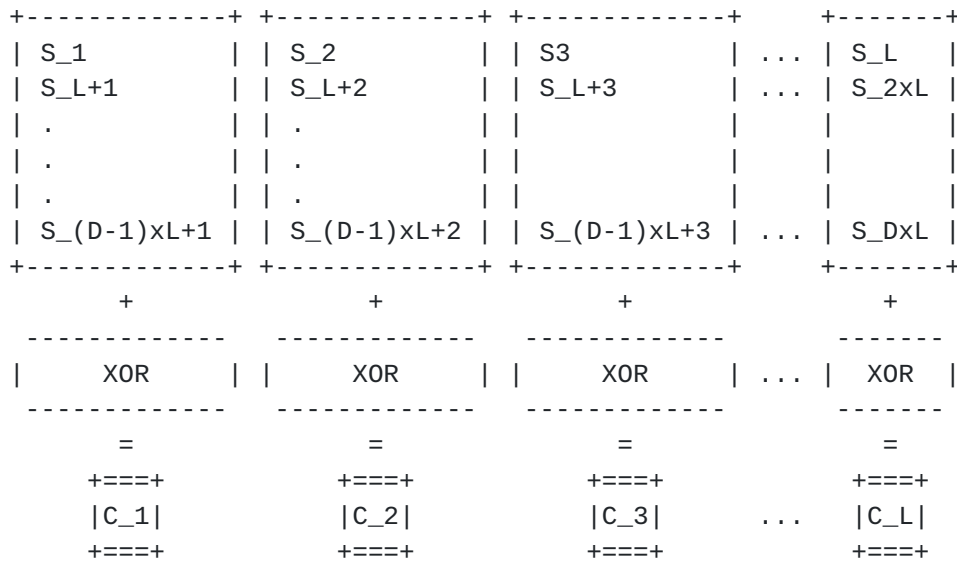 +-------------+ +-------------+ +-------------+     +-------+
| S_1         | | S_2         | | S3          | ... | S_L   |
| S_L+1       | | S_L+2       | | S_L+3       | ... | S_2xL |
| .           | | .           | |             |     |       |
| .           | | .           | |             |     |       |
| .           | | .           | |             |     |       |
| S_(D-1)xL+1 | | S_(D-1)xL+2 | | S_(D-1)xL+3 | ... | S_DxL |
+-------------+ +-------------+ +-------------+     +-------+
       +               +               +                +
 -------------   -------------   -------------       -------
|     XOR     | |     XOR     | |     XOR     | ... |  XOR  |
 -------------   -------------   -------------       -------
       =               =               =                =
     +===+           +===+           +===+            +===+
     |C_1|           |C_2|           |C_3|      ...   |C_L|
     +===+           +===+           +===+            +===+